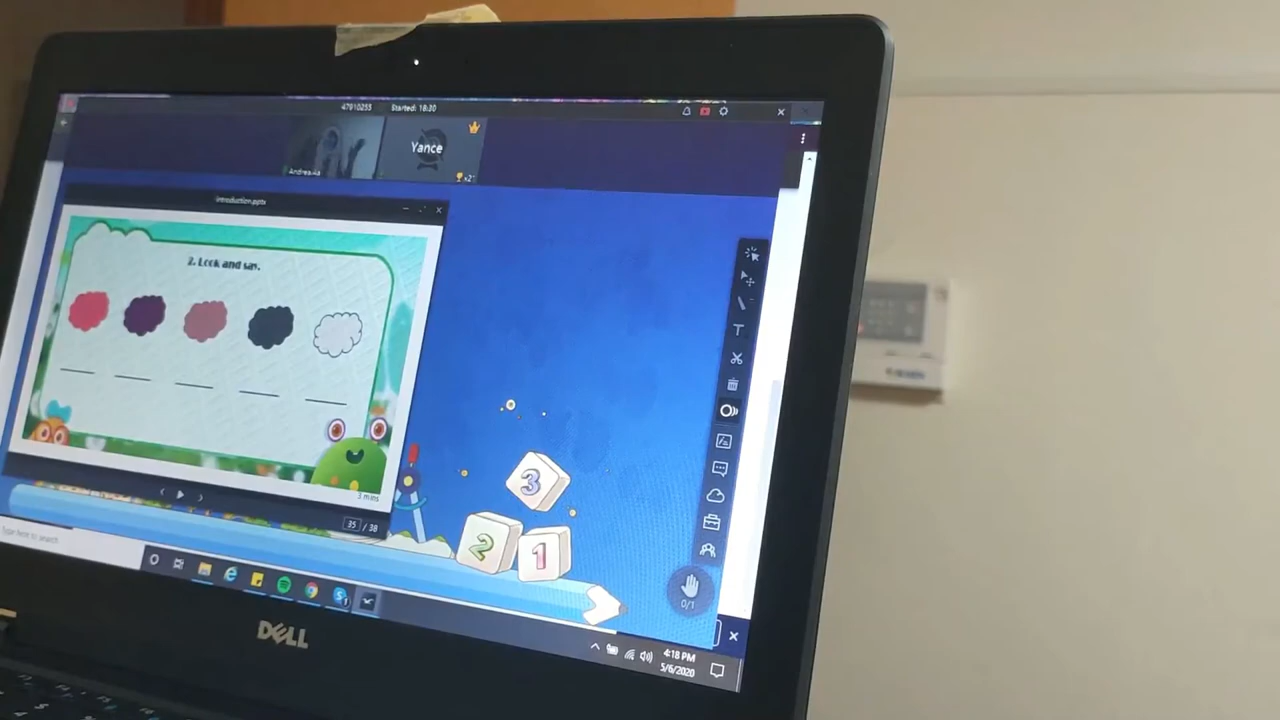 47910255 Started: 18:30
Yance
x2
introduction.pptx
2. Look and say.
3 mins
35 / 38
3
2
1
0/1
Type here to search
4:18 PM
5/6/2020
DELL